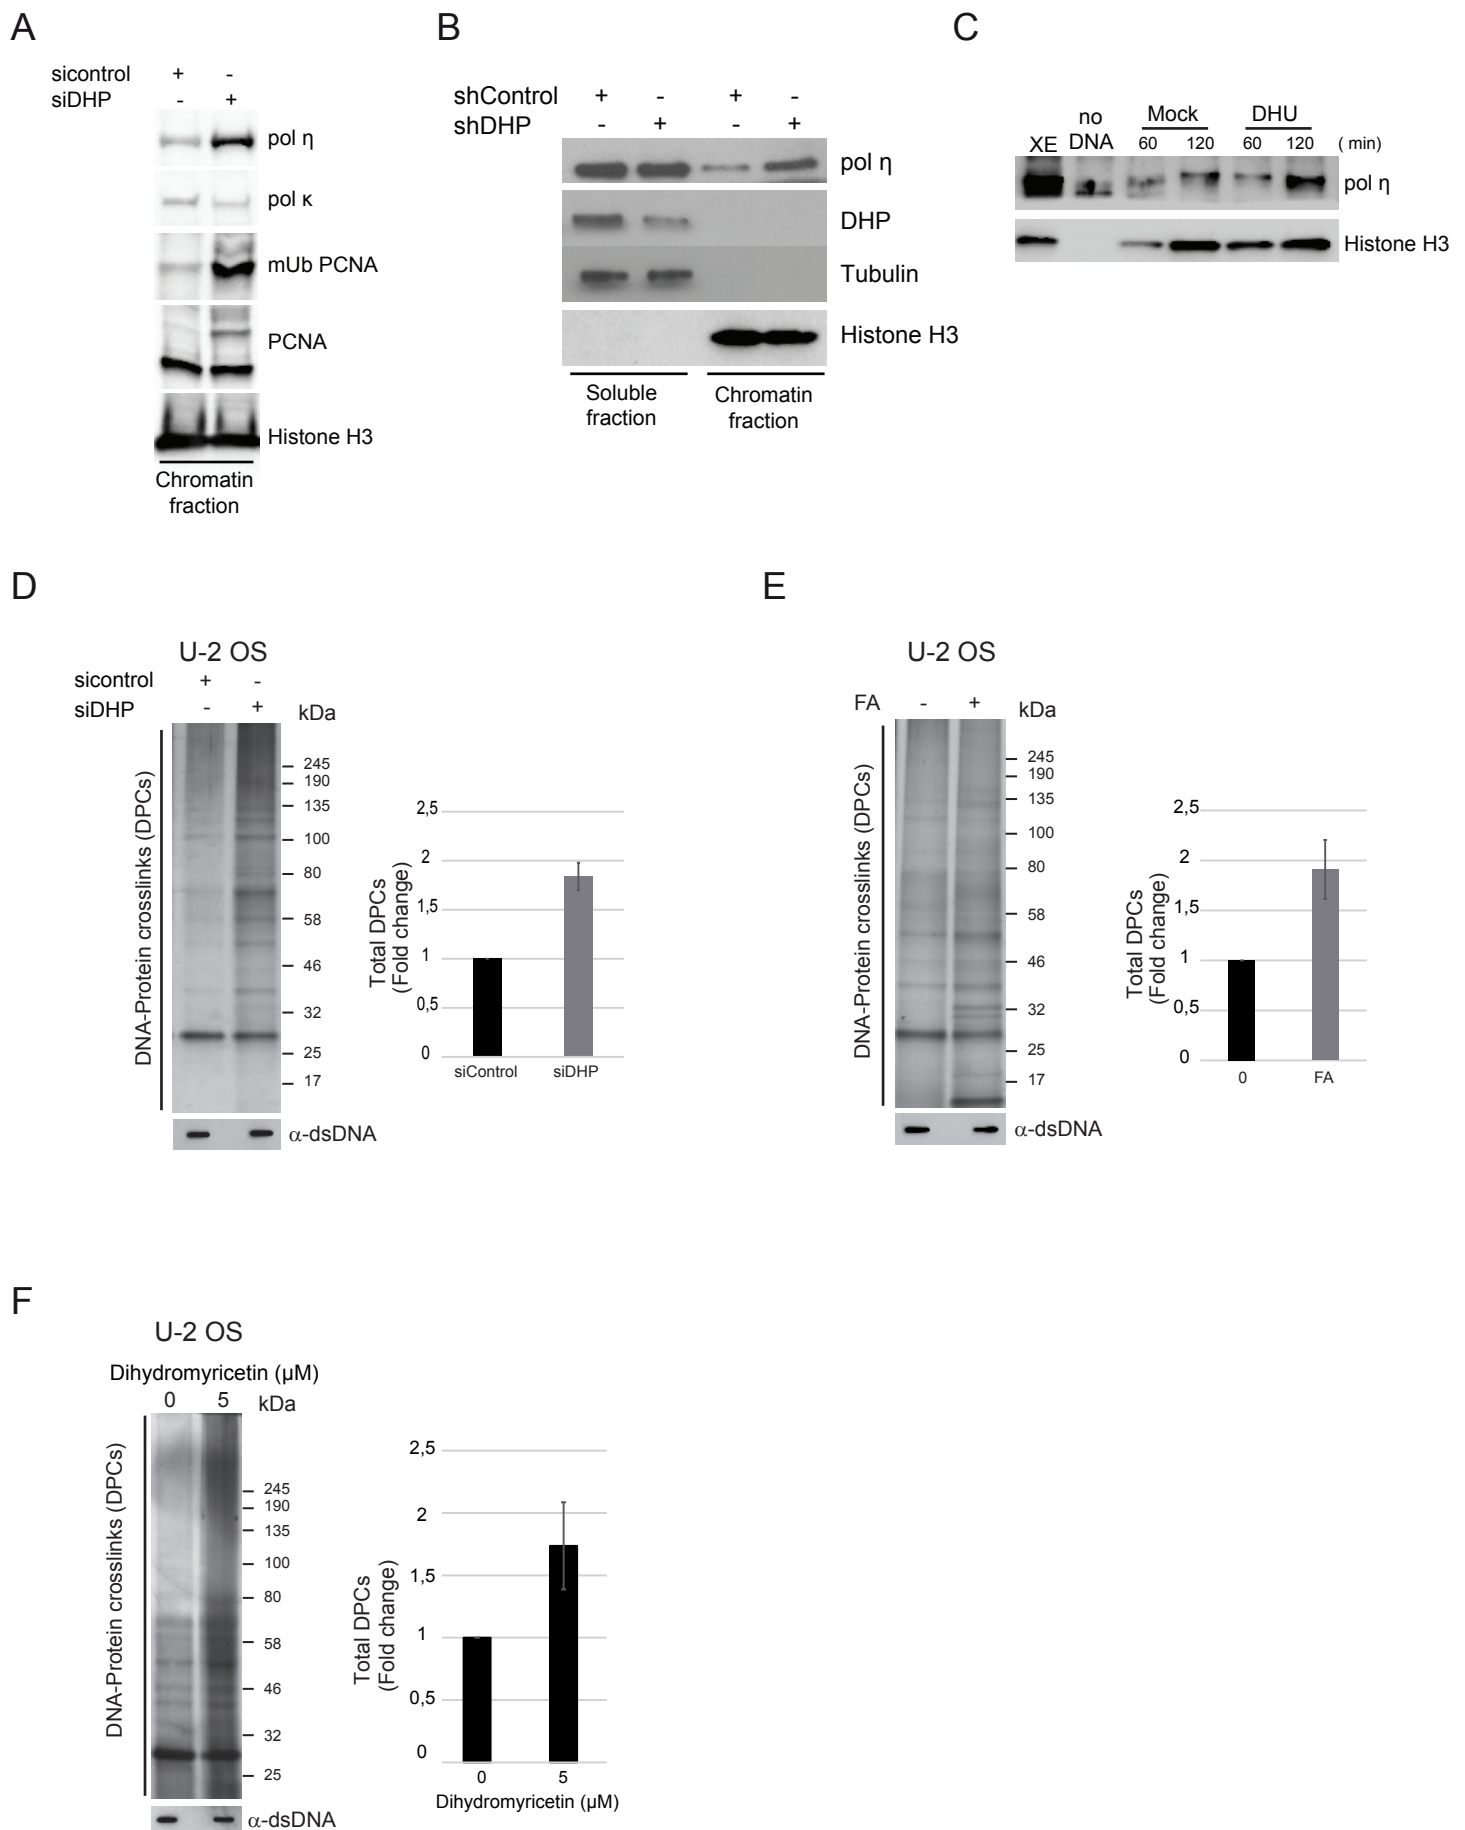 A
sicontrol + -
siDHP - +
pol η
pol κ
mUb PCNA
PCNA
Histone H3
Chromatin
fraction
B
shControl + - + -
shDHP - + - +
pol η
DHP
Tubulin
Histone H3
Soluble
fraction
Chromatin
fraction
C
XE
no
DNA
Mock
DHU
60 120 60 120 ( min)
pol η
Histone H3
D
U-2 OS
sicontrol + -
siDHP - +
kDa
DNA-Protein crosslinks (DPCs)
245
190
135
100
80
58
46
32
25
17
α-dsDNA
Total DPCs
(Fold change)
2,5
2
1,5
1
0,5
0
siControl siDHP
E
U-2 OS
FA - +
kDa
DNA-Protein crosslinks (DPCs)
245
190
135
100
80
58
46
32
25
17
α-dsDNA
Total DPCs
(Fold change)
2,5
2
1,5
1
0,5
0
0 FA
F
U-2 OS
Dihydromyricetin (µM)
0 5
kDa
DNA-Protein crosslinks (DPCs)
245
190
135
100
80
58
46
32
25
α-dsDNA
Total DPCs
(Fold change)
2,5
2
1,5
1
0,5
0
0 5
Dihydromyricetin (µM)